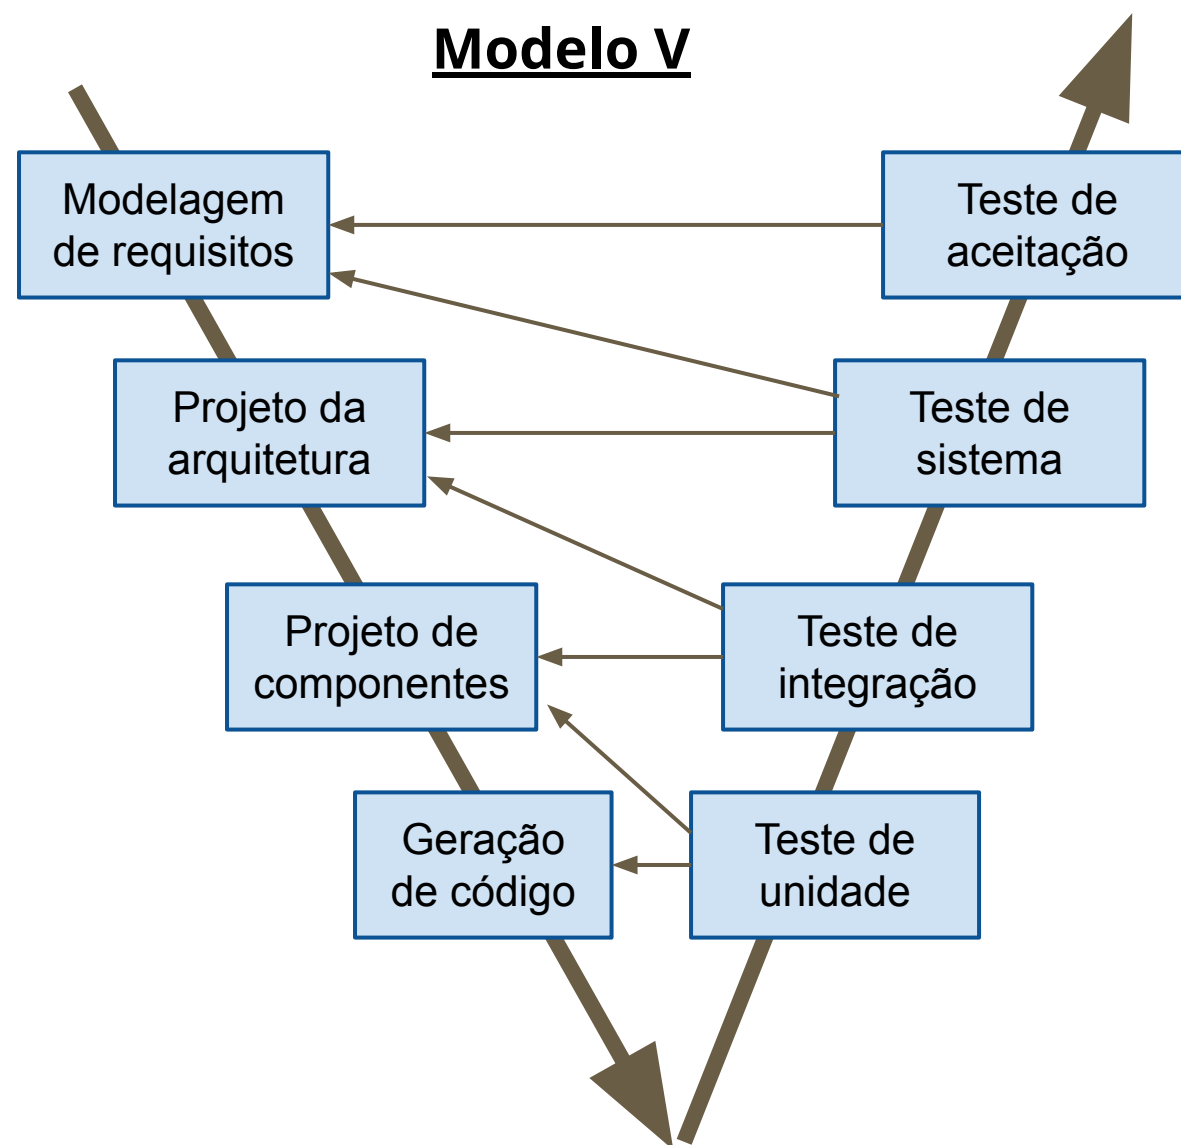 Modelo V
Modelagem
de requisitos
Teste de
aceitação
Projeto da
arquitetura
Teste de
sistema
Projeto de
componentes
Teste de
integração
Geração
de código
Teste de
unidade